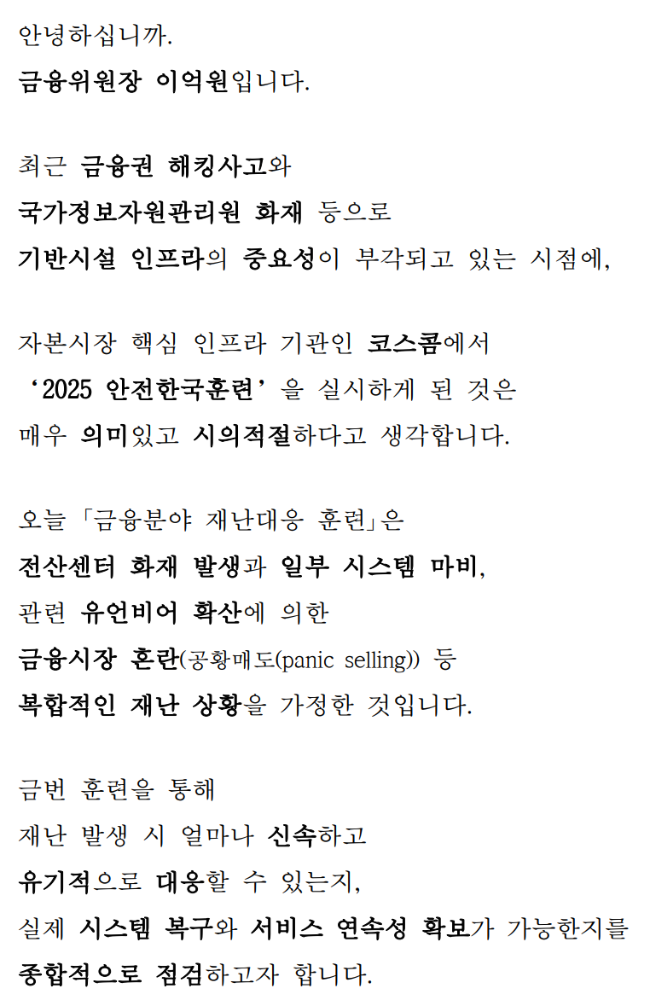 안녕하십니까.
금융위원장 이억원입니다.
최근 금융권 해킹사고와
국가정보자원관리원 화재 등으로
기반시설 인프라의 중요성이 부각되고 있는 시점에,
자본시장 핵심 인프라 기관인 코스콤에서
‘2025 안전한국훈련’을 실시하게 된 것은
매우 의미있고 시의적절하다고 생각합니다.
오늘 「금융분야 재난대응 훈련」은
전산센터 화재 발생과 일부 시스템 마비,
관련 유언비어 확산에 의한
금융시장 혼란(공황매도(panic selling)) 등
복합적인 재난 상황을 가정한 것입니다.
금번 훈련을 통해
재난 발생 시 얼마나 신속하고
유기적으로 대응할 수 있는지,
실제 시스템 복구와 서비스 연속성 확보가 가능한지를
종합적으로 점검하고자 합니다.